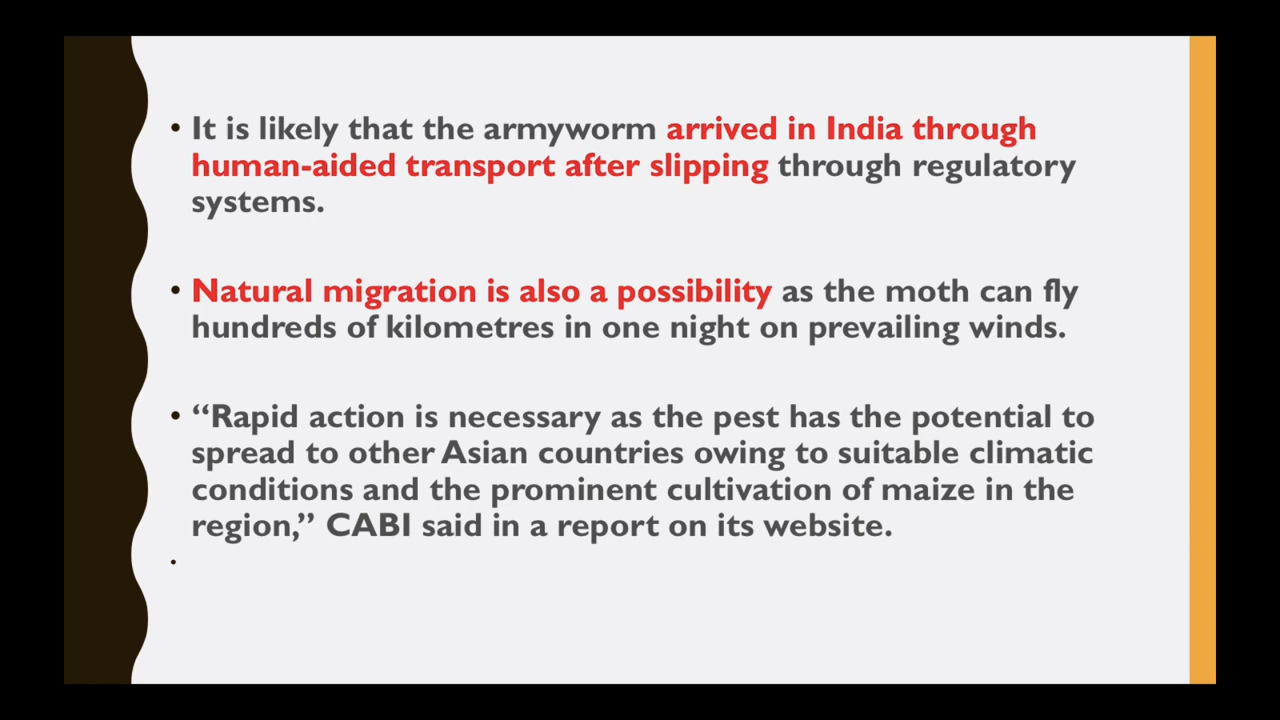 • It is likely that the armyworm arrived in India through
human-aided transport after slipping through regulatory
systems.
• Natural migration is also a possibility as the moth can fly
hundreds of kilometres in one night on prevailing winds.
• “Rapid action is necessary as the pest has the potential to
spread to other Asian countries owing to suitable climatic
conditions and the prominent cultivation of maize in the
region,” CABI said in a report on its website.
•